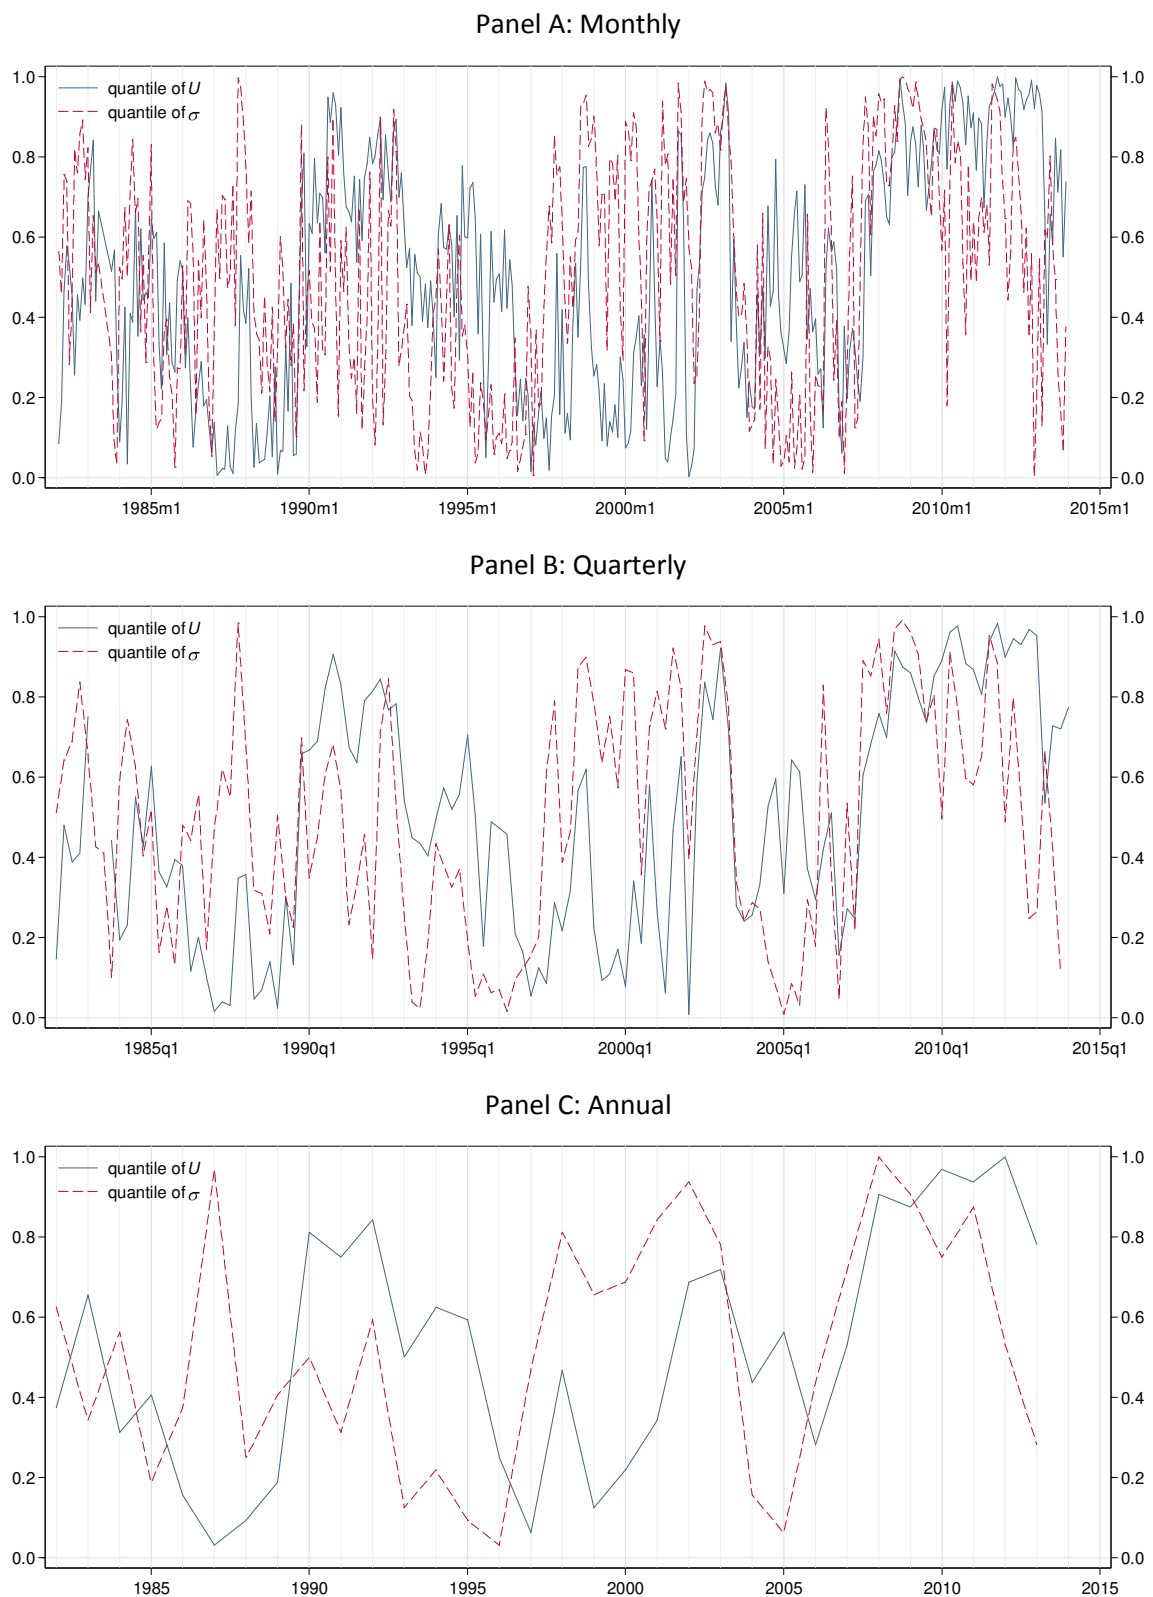 Panel A: Monthly
quantile of U
quantile of σ
1.0 1.0
0.8 0.8
0.6 0.6
0.4 0.4
0.2 0.2
0.0 0.0
1985m1 1990m1 1995m1 2000m1 2005m1 2010m1 2015m1
Panel B: Quarterly
quantile of U
quantile of σ
1.0 1.0
0.8 0.8
0.6 0.6
0.4 0.4
0.2 0.2
0.0 0.0
1985q1 1990q1 1995q1 2000q1 2005q1 2010q1 2015q1
Panel C: Annual
quantile of U
quantile of σ
1.0 1.0
0.8 0.8
0.6 0.6
0.4 0.4
0.2 0.2
0.0 0.0
1985 1990 1995 2000 2005 2010 2015